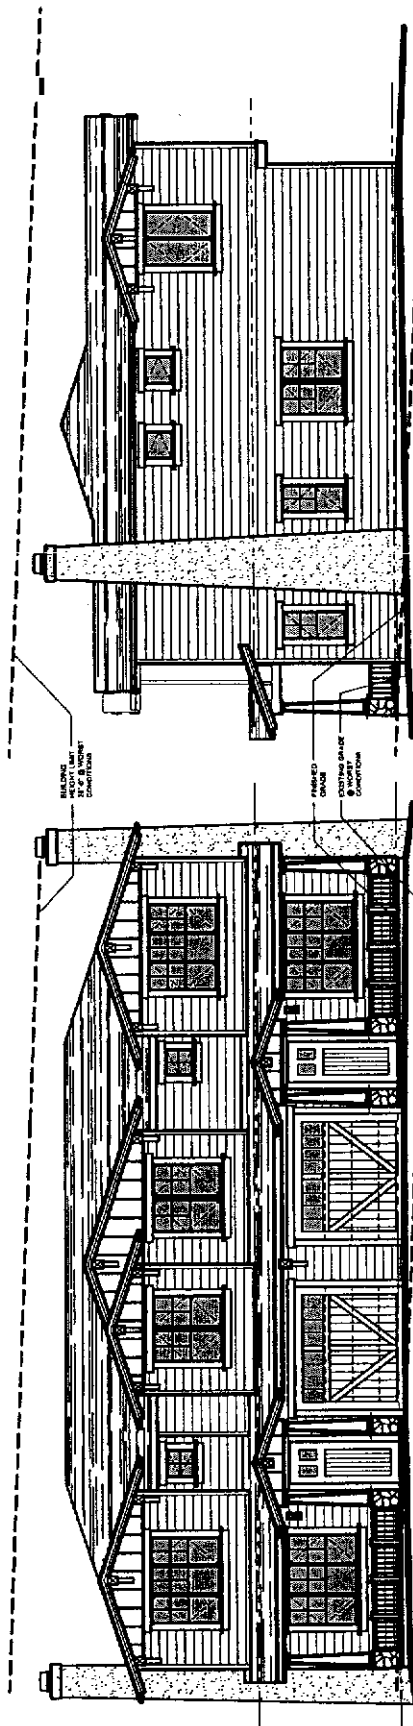 BUILDING
HEIGHT LIMIT
@ WORST
CONDITIONS
FINISHED
GRADE
EXISTING GRADE
@ WORST
CONDITIONS